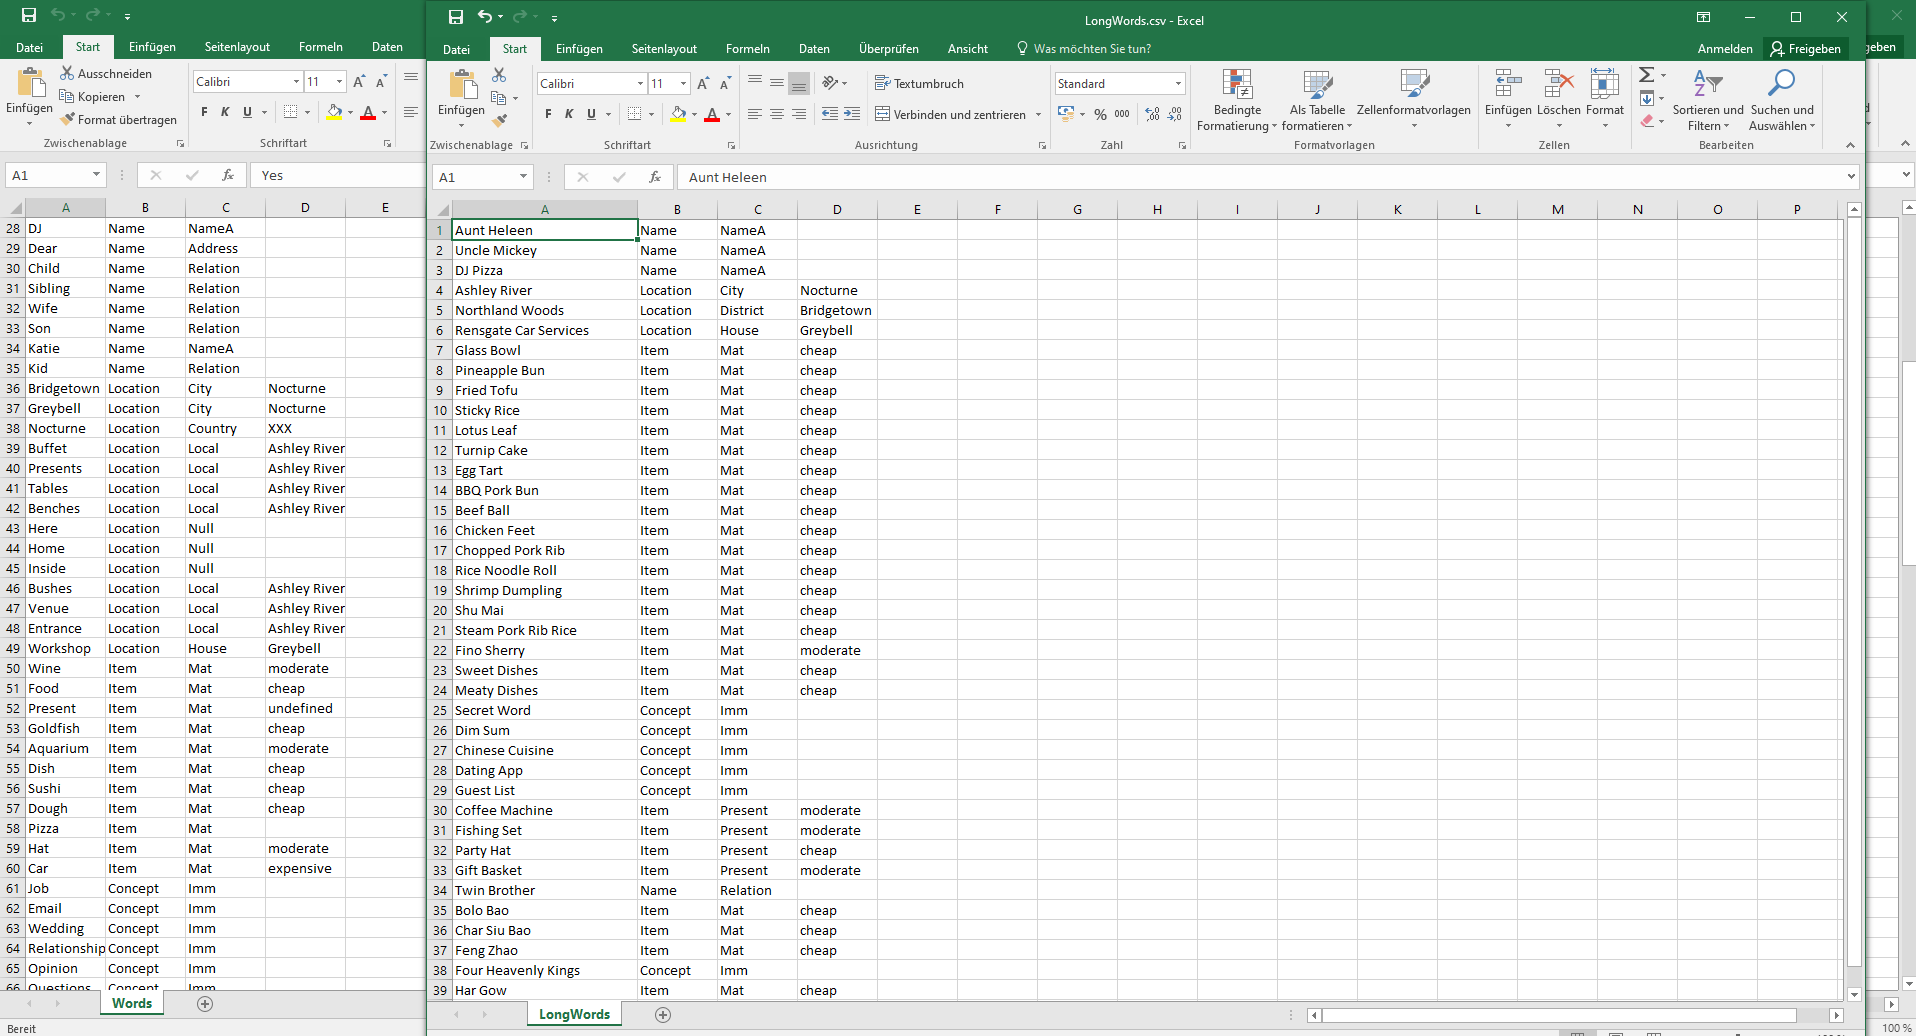 LongWords.csv - Excel
Datei Start Einfügen Seitenlayout Formeln Daten
Datei Start Einfügen Seitenlayout Formeln Daten Überprüfen Ansicht Was möchten Sie tun? Anmelden Freigeben
geben
Einfügen
Ausschneiden
Kopieren
Format übertragen
Zwischenablage
Calibri 11
F K U
Schriftart
Einfügen
Zwischenablage
Calibri 11
F K U
Schriftart
Textumbruch
Verbinden und zentrieren
Ausrichtung
Standard
% 000
Zahl
Bedingte Formatierung
Als Tabelle formatieren
Zellenformatvorlagen
Formatvorlagen
Einfügen Löschen Format
Zellen
Sortieren und Filtern
Suchen und Auswählen
Bearbeiten
A1 fx Yes
A B C D E
28 DJ Name NameA
29 Dear Name Address
30 Child Name Relation
31 Sibling Name Relation
32 Wife Name Relation
33 Son Name Relation
34 Katie Name NameA
35 Kid Name Relation
36 Bridgetown Location City Nocturne
37 Greybell Location City Nocturne
38 Nocturne Location Country XXX
39 Buffet Location Local Ashley River
40 Presents Location Local Ashley River
41 Tables Location Local Ashley River
42 Benches Location Local Ashley River
43 Here Location Null
44 Home Location Null
45 Inside Location Null
46 Bushes Location Local Ashley River
47 Venue Location Local Ashley River
48 Entrance Location Local Ashley River
49 Workshop Location House Greybell
50 Wine Item Mat moderate
51 Food Item Mat cheap
52 Present Item Mat undefined
53 Goldfish Item Mat cheap
54 Aquarium Item Mat moderate
55 Dish Item Mat cheap
56 Sushi Item Mat cheap
57 Dough Item Mat cheap
58 Pizza Item Mat
59 Hat Item Mat moderate
60 Car Item Mat expensive
61 Job Concept Imm
62 Email Concept Imm
63 Wedding Concept Imm
64 Relationship Concept Imm
65 Opinion Concept Imm
66 Questions Concept Imm
Words
Bereit
A1 fx Aunt Heleen
A B C D E F G H I J K L M N O P
1 Aunt Heleen Name NameA
2 Uncle Mickey Name NameA
3 DJ Pizza Name NameA
4 Ashley River Location City Nocturne
5 Northland Woods Location District Bridgetown
6 Rensgate Car Services Location House Greybell
7 Glass Bowl Item Mat cheap
8 Pineapple Bun Item Mat cheap
9 Fried Tofu Item Mat cheap
10 Sticky Rice Item Mat cheap
11 Lotus Leaf Item Mat cheap
12 Turnip Cake Item Mat cheap
13 Egg Tart Item Mat cheap
14 BBQ Pork Bun Item Mat cheap
15 Beef Ball Item Mat cheap
16 Chicken Feet Item Mat cheap
17 Chopped Pork Rib Item Mat cheap
18 Rice Noodle Roll Item Mat cheap
19 Shrimp Dumpling Item Mat cheap
20 Shu Mai Item Mat cheap
21 Steam Pork Rib Rice Item Mat cheap
22 Fino Sherry Item Mat moderate
23 Sweet Dishes Item Mat cheap
24 Meaty Dishes Item Mat cheap
25 Secret Word Concept Imm
26 Dim Sum Concept Imm
27 Chinese Cuisine Concept Imm
28 Dating App Concept Imm
29 Guest List Concept Imm
30 Coffee Machine Item Present moderate
31 Fishing Set Item Present moderate
32 Party Hat Item Present cheap
33 Gift Basket Item Present moderate
34 Twin Brother Name Relation
35 Bolo Bao Item Mat cheap
36 Char Siu Bao Item Mat cheap
37 Feng Zhao Item Mat cheap
38 Four Heavenly Kings Concept Imm
39 Har Gow Item Mat cheap
LongWords
100 %